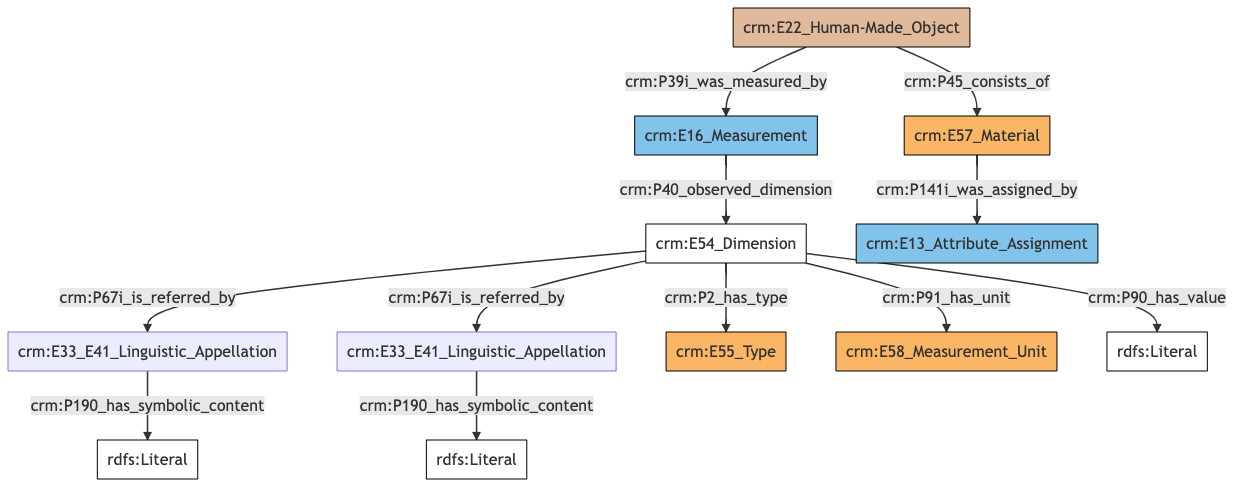 crm:E22_Human-Made_Object
crm:P39i_was_measured_by
crm:P45_consists_of
crm:E16_Measurement
crm:E57_Material
crm:P40_observed_dimension
crm:P141i_was_assigned_by
crm:E54_Dimension
crm:E13_Attribute_Assignment
crm:P67i_is_referred_by
crm:P67i_is_referred_by
crm:P2_has_type
crm:P91_has_unit
crm:P90_has_value
crm:E33_E41_Linguistic_Appellation
crm:E33_E41_Linguistic_Appellation
crm:E55_Type
crm:E58_Measurement_Unit
rdfs:Literal
crm:P190_has_symbolic_content
crm:P190_has_symbolic_content
rdfs:Literal
rdfs:Literal